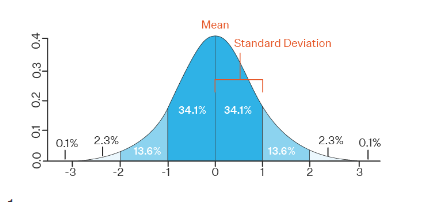 Mean
Standard Deviation
0.4
0.3
0.2
0.1
0.0
34.1% 34.1%
0.1% 2.3% 13.6% 13.6% 2.3% 0.1%
-3 -2 -1 0 1 2 3